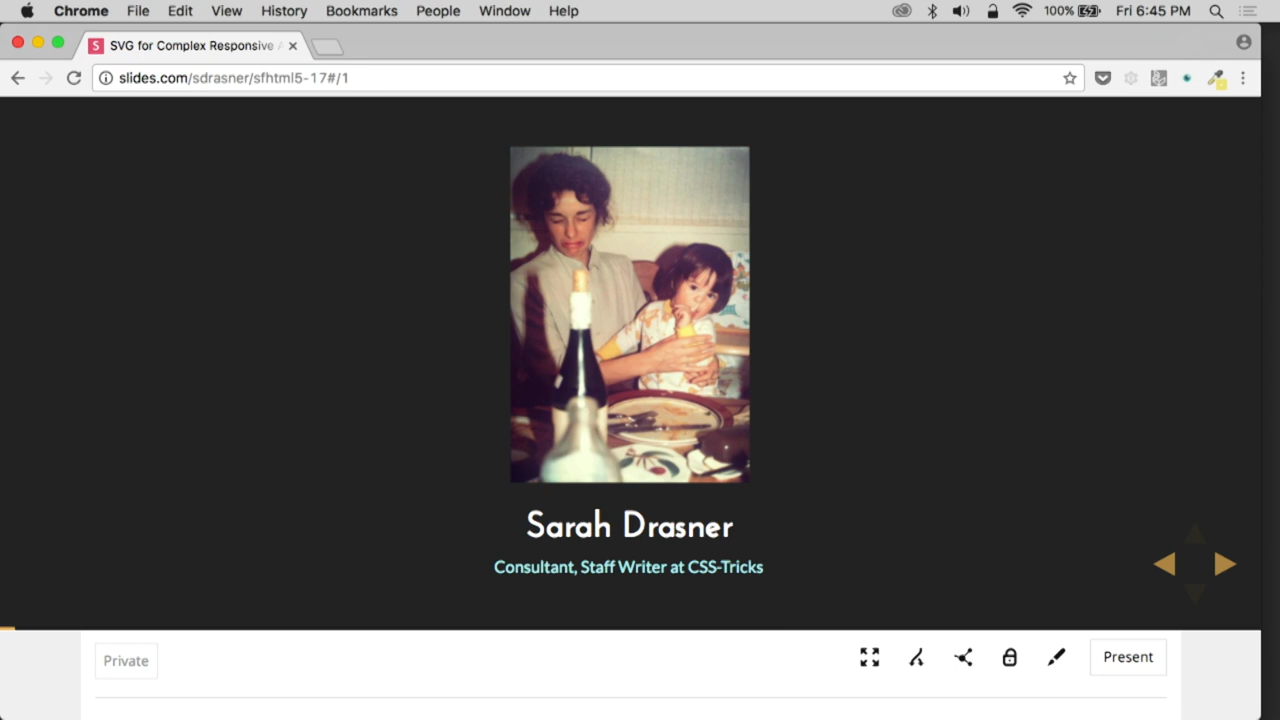 Chrome File Edit View History Bookmarks People Window Help 100% Fri 6:45 PM
S SVG for Complex Responsive
slides.com/sdrasner/sfhtml5-17#/1
Sarah Drasner
Consultant, Staff Writer at CSS-Tricks
Private
Present